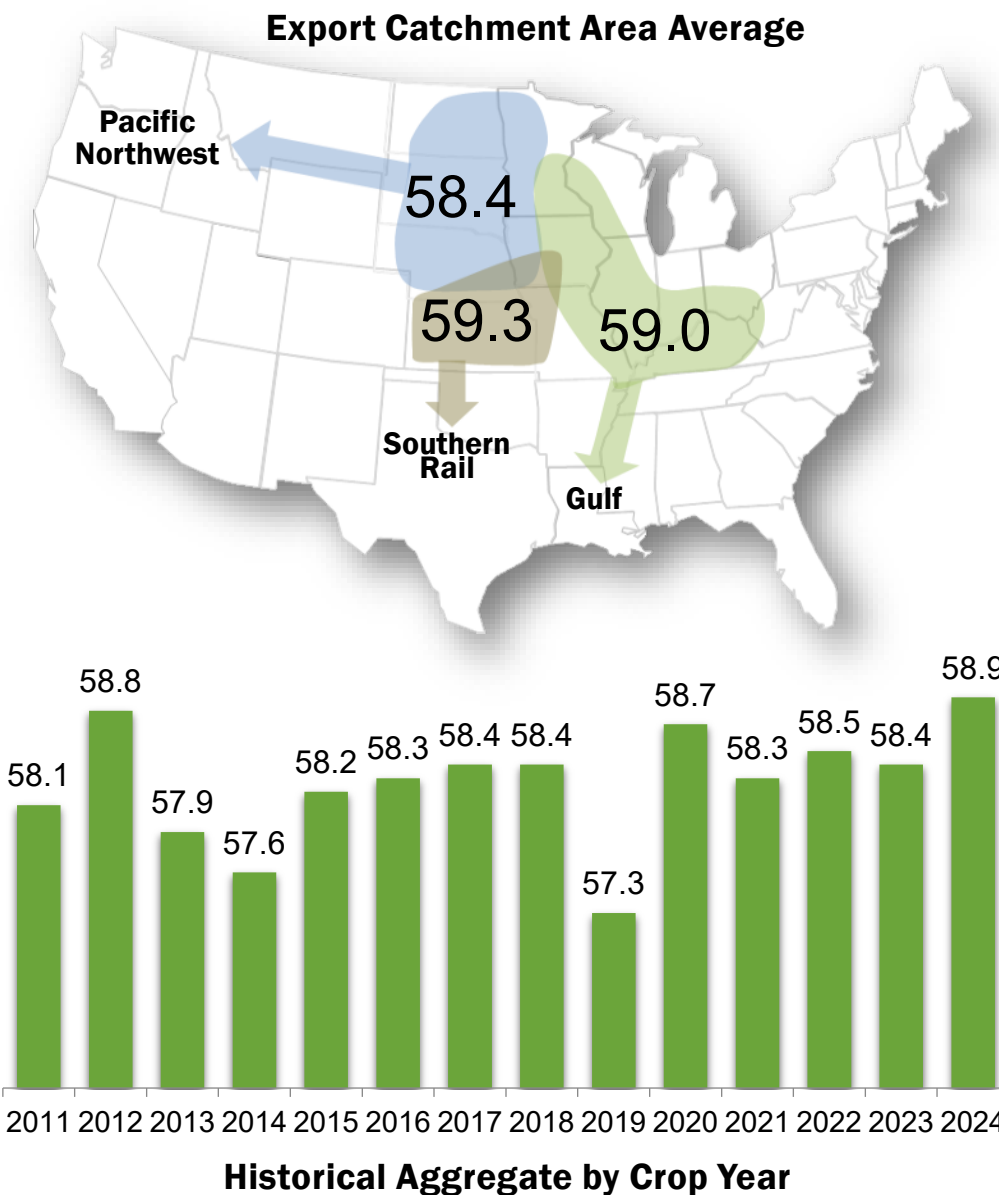 Export Catchment Area Average
Pacific
Northwest
58.4
59.3
59.0
Southern
Rail
Gulf
58.1
58.8
57.9
57.6
58.2
58.3
58.4
58.4
57.3
58.7
58.3
58.5
58.4
58.9
2011 2012 2013 2014 2015 2016 2017 2018 2019 2020 2021 2022 2023 2024
Historical Aggregate by Crop Year